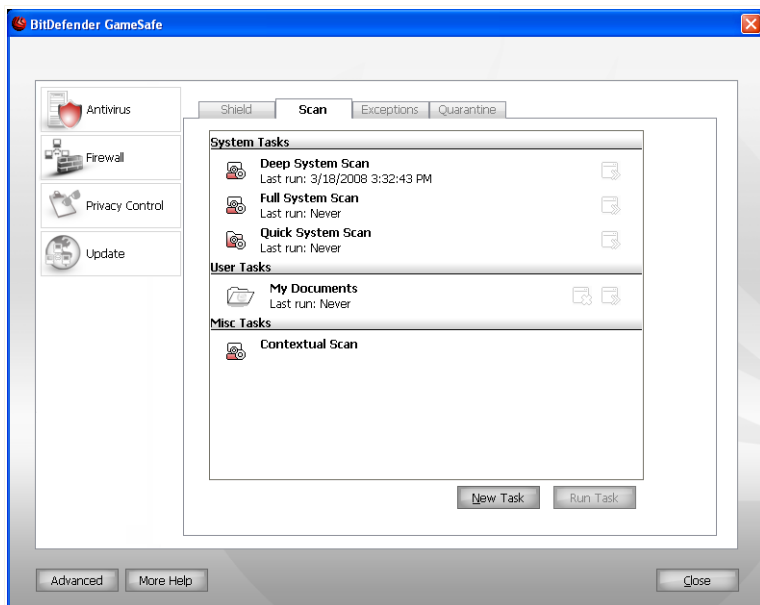 BitDefender GameSafe
Antivirus
Firewall
Privacy Control
Update
Shield Scan Exceptions Quarantine
System Tasks
Deep System Scan
Last run: 3/18/2008 3:32:43 PM
Full System Scan
Last run: Never
Quick System Scan
Last run: Never
User Tasks
My Documents
Last run: Never
Misc Tasks
Contextual Scan
New Task Run Task
Advanced More Help Close